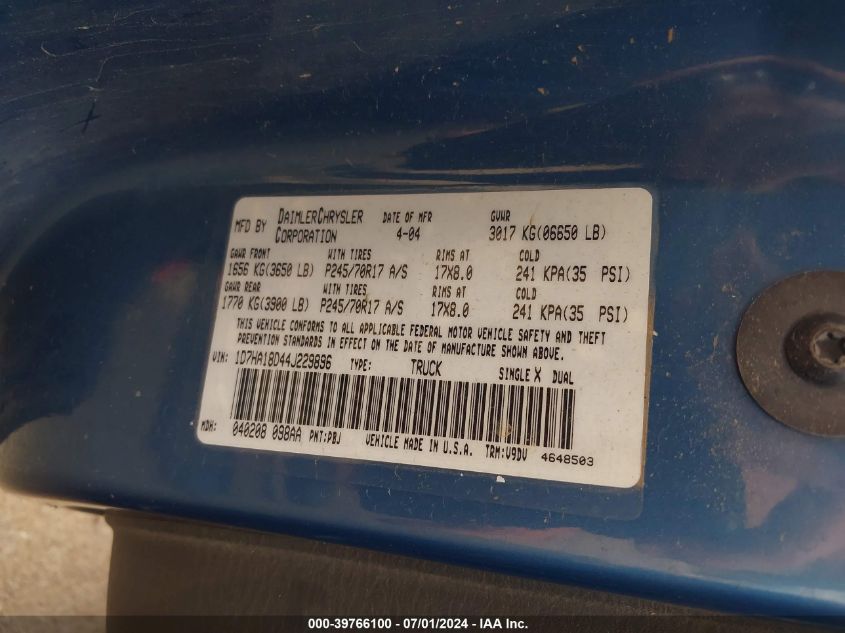 MFD BY DAIMLERCHRYSLER CORPORATION DATE OF MFR 4-04 GVWR 3017 KG(06650 LB)
GAWR FRONT WITH TIRES RIMS AT COLD
1656 KG(3650 LB) P245/70R17 A/S 17X8.0 241 KPA(35 PSI)
GAWR REAR WITH TIRES RIMS AT COLD
1770 KG(3900 LB) P245/70R17 A/S 17X8.0 241 KPA(35 PSI)
THIS VEHICLE CONFORMS TO ALL APPLICABLE FEDERAL MOTOR VEHICLE SAFETY AND THEFT
PREVENTION STANDARDS IN EFFECT ON THE DATE OF MANUFACTURE SHOWN ABOVE.
VIN: 1D7HA18D44J229896 TYPE: TRUCK SINGLE X DUAL
MDH: 040208 098AA PNT:PBJ VEHICLE MADE IN U.S.A. TRM:V9DV 4648503
000-39766100 / 07/01/2024 - IAA Inc.